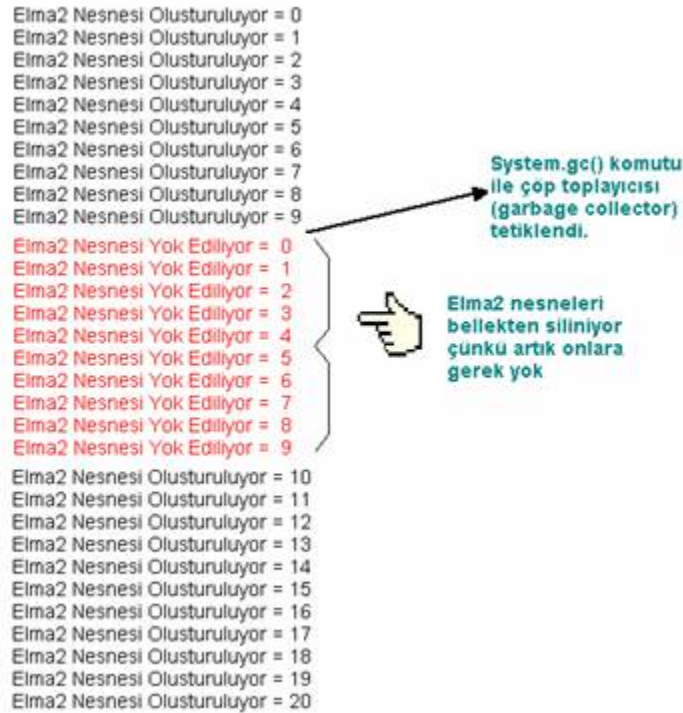 Elma2 Nesnesi Olusturuluyor = 0
Elma2 Nesnesi Olusturuluyor = 1
Elma2 Nesnesi Olusturuluyor = 2
Elma2 Nesnesi Olusturuluyor = 3
Elma2 Nesnesi Olusturuluyor = 4
Elma2 Nesnesi Olusturuluyor = 5
Elma2 Nesnesi Olusturuluyor = 6
Elma2 Nesnesi Olusturuluyor = 7
Elma2 Nesnesi Olusturuluyor = 8
Elma2 Nesnesi Olusturuluyor = 9
System.gc() komutu
ile çöp toplayıcısı
(garbage collector)
tetiklendi.
Elma2 Nesnesi Yok Ediliyor = 0
Elma2 Nesnesi Yok Ediliyor = 1
Elma2 Nesnesi Yok Ediliyor = 2
Elma2 Nesnesi Yok Ediliyor = 3
Elma2 Nesnesi Yok Ediliyor = 4
Elma2 Nesnesi Yok Ediliyor = 5
Elma2 Nesnesi Yok Ediliyor = 6
Elma2 Nesnesi Yok Ediliyor = 7
Elma2 Nesnesi Yok Ediliyor = 8
Elma2 Nesnesi Yok Ediliyor = 9
Elma2 nesneleri
bellekten siliniyor
çünkü artık onlara
gerek yok
Elma2 Nesnesi Olusturuluyor = 10
Elma2 Nesnesi Olusturuluyor = 11
Elma2 Nesnesi Olusturuluyor = 12
Elma2 Nesnesi Olusturuluyor = 13
Elma2 Nesnesi Olusturuluyor = 14
Elma2 Nesnesi Olusturuluyor = 15
Elma2 Nesnesi Olusturuluyor = 16
Elma2 Nesnesi Olusturuluyor = 17
Elma2 Nesnesi Olusturuluyor = 18
Elma2 Nesnesi Olusturuluyor = 19
Elma2 Nesnesi Olusturuluyor = 20